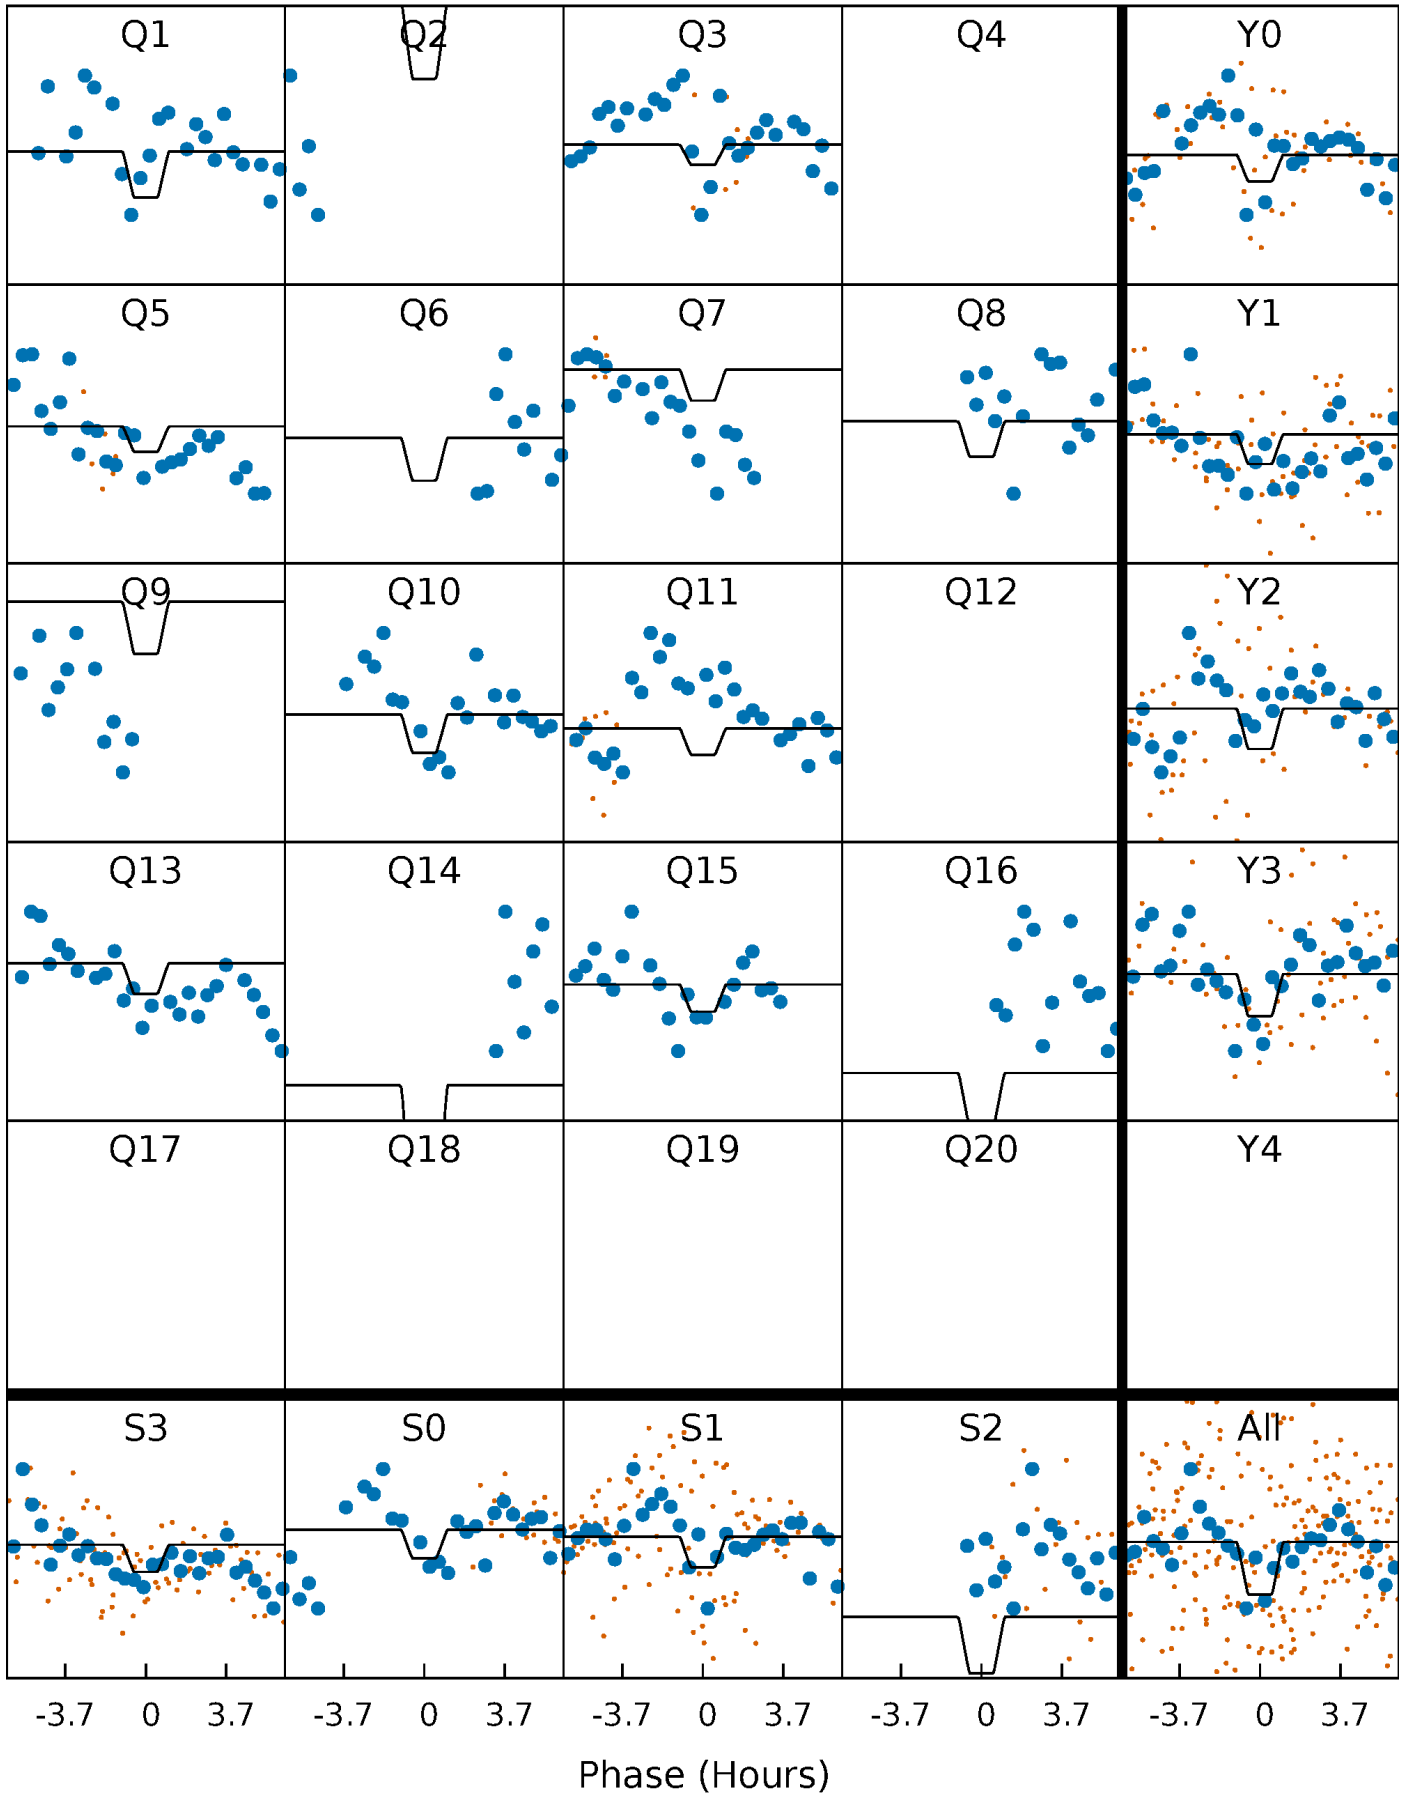 Q1 Q2 Q3 Q4 Y0
Q5 Q6 Q7 Q8 Y1
Q9 Q10 Q11 Q12 Y2
Q13 Q14 Q15 Q16 Y3
Q17 Q18 Q19 Q20 Y4
S3 S0 S1 S2 All
-3.7 0 3.7 -3.7 0 3.7 -3.7 0 3.7 -3.7 0 3.7 -3.7 0 3.7
Phase (Hours)